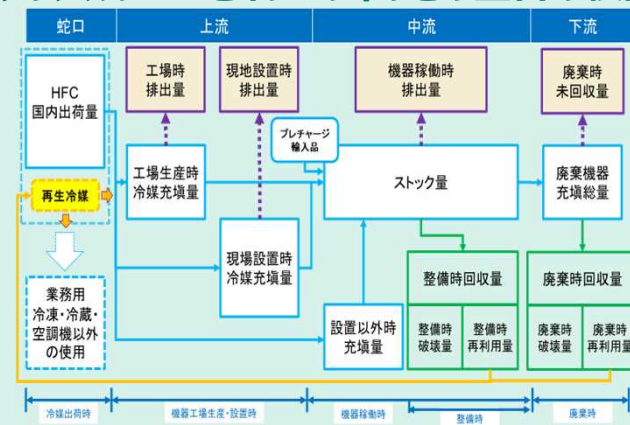 蛇口
上流
中流
下流
HFC
国内出荷量
工場時
排出量
現地設置時
排出量
機器稼働時
排出量
廃棄時
未回収量
プレチャージ
輸入品
再生冷媒
工場生産時
冷媒充塡量
ストック量
廃棄機器
充塡総量
現場設置時
冷媒充塡量
業務用
冷凍・冷蔵・
空調機以外
の使用
設置以外時
充塡量
整備時回収量
整備時
破壊量
整備時
再利用量
廃棄時回収量
廃棄時
破壊量
廃棄時
再利用量
冷媒出荷時
機器工場生産・設置時
機器稼働時
整備時
廃棄時